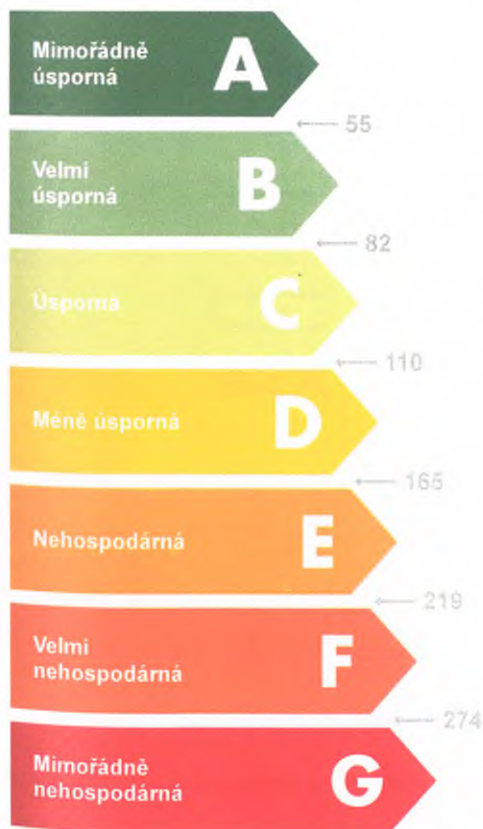 Mimořádně
úsporná
A
← 55
Velmi
úsporná
B
← 82
Úsporná
C
← 110
Méně úsporná
D
← 165
Nehospodárná
E
← 219
Velmi
nehospodárná
F
← 274
Mimořádně
nehospodárná
G